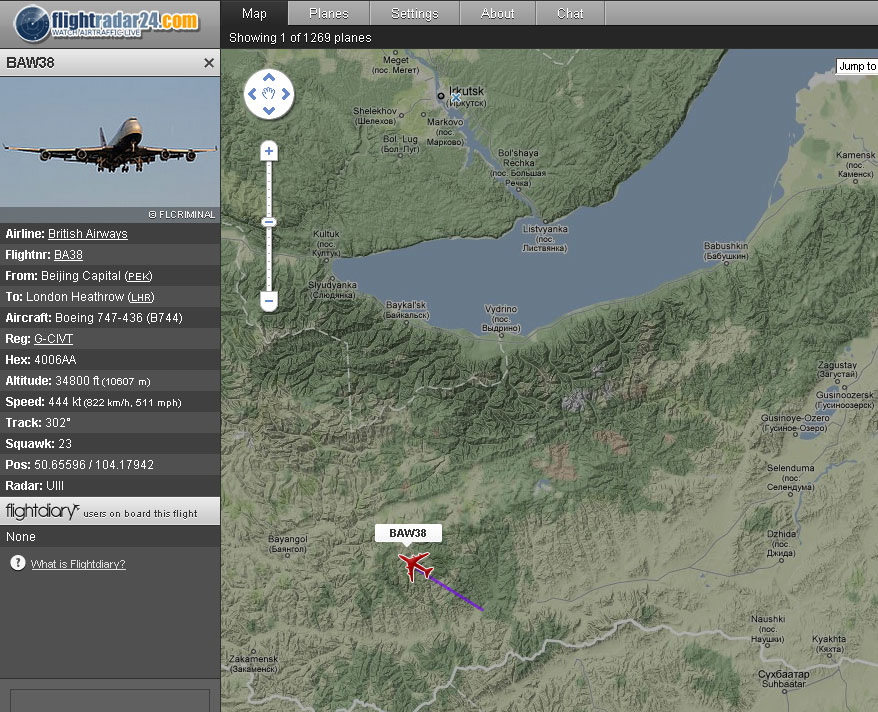 flightradar24.com
WATCH AIRTRAFFIC LIVE
Map
Planes
Settings
About
Chat
Showing 1 of 1269 planes
BAW38
© FLCRIMINAL
Airline: British Airways
Flightnr: BA38
From: Beijing Capital (PEK)
To: London Heathrow (LHR)
Aircraft: Boeing 747-436 (B744)
Reg: G-CIVT
Hex: 4006AA
Altitude: 34800 ft (10607 m)
Speed: 444 kt (822 km/h, 511 mph)
Track: 302°
Squawk: 23
Pos: 50.65596 / 104.17942
Radar: UIII
flightdiary users on board this flight
None
? What is Flightdiary?
Jump to
Meget
(пос. Мегет)
Irkutsk
(Иркутск)
Shelekhov
(Шелехов)
Markovo
(пос.
Марково)
Bol. Lug
(Бол. Луг)
Bol'shaya
Rechka
(пос. Большая
Речка)
Kamensk
(пос.
Каменск)
Listvyanka
(пос.
Листвянка)
Kultuk
(пос.
Култук)
Babushkin
(Бабушкин)
Slyudyanka
(Слюдянка)
Baykal'sk
(Байкальск)
Vydrino
(пос.
Выдрино)
Zagustay
(Загустай)
Gusinoozersk
(Гусиноозерск)
Gusinoye-Ozero
(Гусиное-Озеро)
Selenduma
(пос.
Селендума)
BAW38
Bayangol
(Баянгол)
Dzhida
(пос.
Джида)
Naushki
(пос.
Наушки)
Kyakhta
(Кяхта)
Zakamensk
(Закаменск)
Сүхбаатар
Suhbaatar